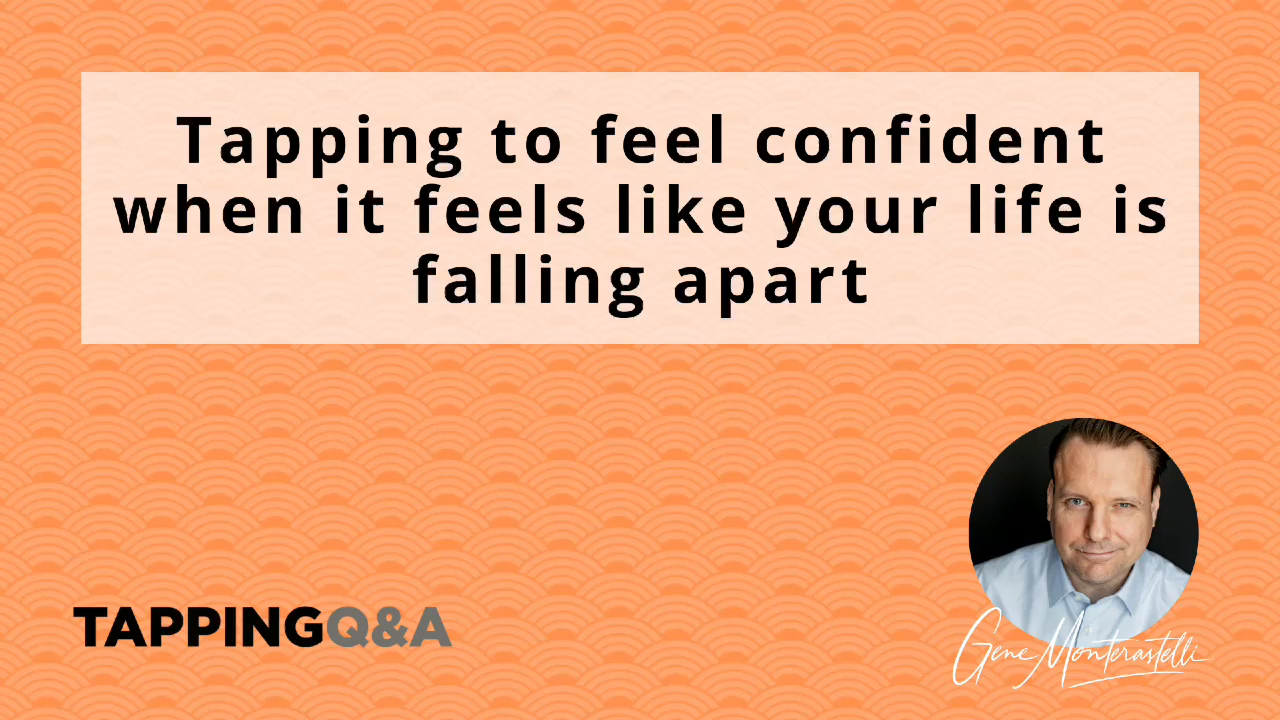 Tapping to feel confident
when it feels like your life is
falling apart
TAPPINGQ&A
Gene Monterastelli